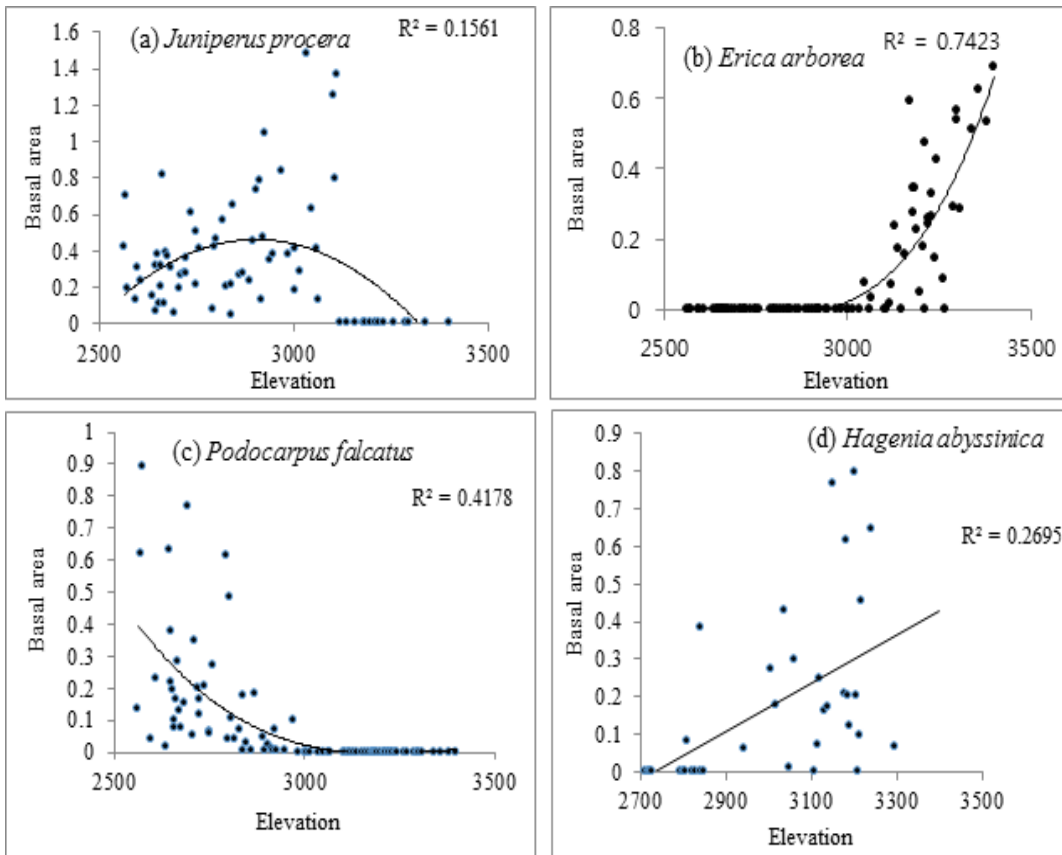 (a) Juniperus procera
R² = 0.1561
1.6
1.4
1.2
1
0.8
0.6
0.4
0.2
0
Basal area
2500 3000 3500
Elevation
(b) Erica arborea
R² = 0.7423
0.8
0.6
0.4
0.2
0
Basal area
2500 3000 3500
Elevation
(c) Podocarpus falcatus
R² = 0.4178
1
0.9
0.8
0.7
0.6
0.5
0.4
0.3
0.2
0.1
0
Basal area
2500 3000 3500
Elevation
(d) Hagenia abyssinica
R² = 0.2695
0.9
0.8
0.7
0.6
0.5
0.4
0.3
0.2
0.1
0
Basal area
2700 2900 3100 3300 3500
Elevation